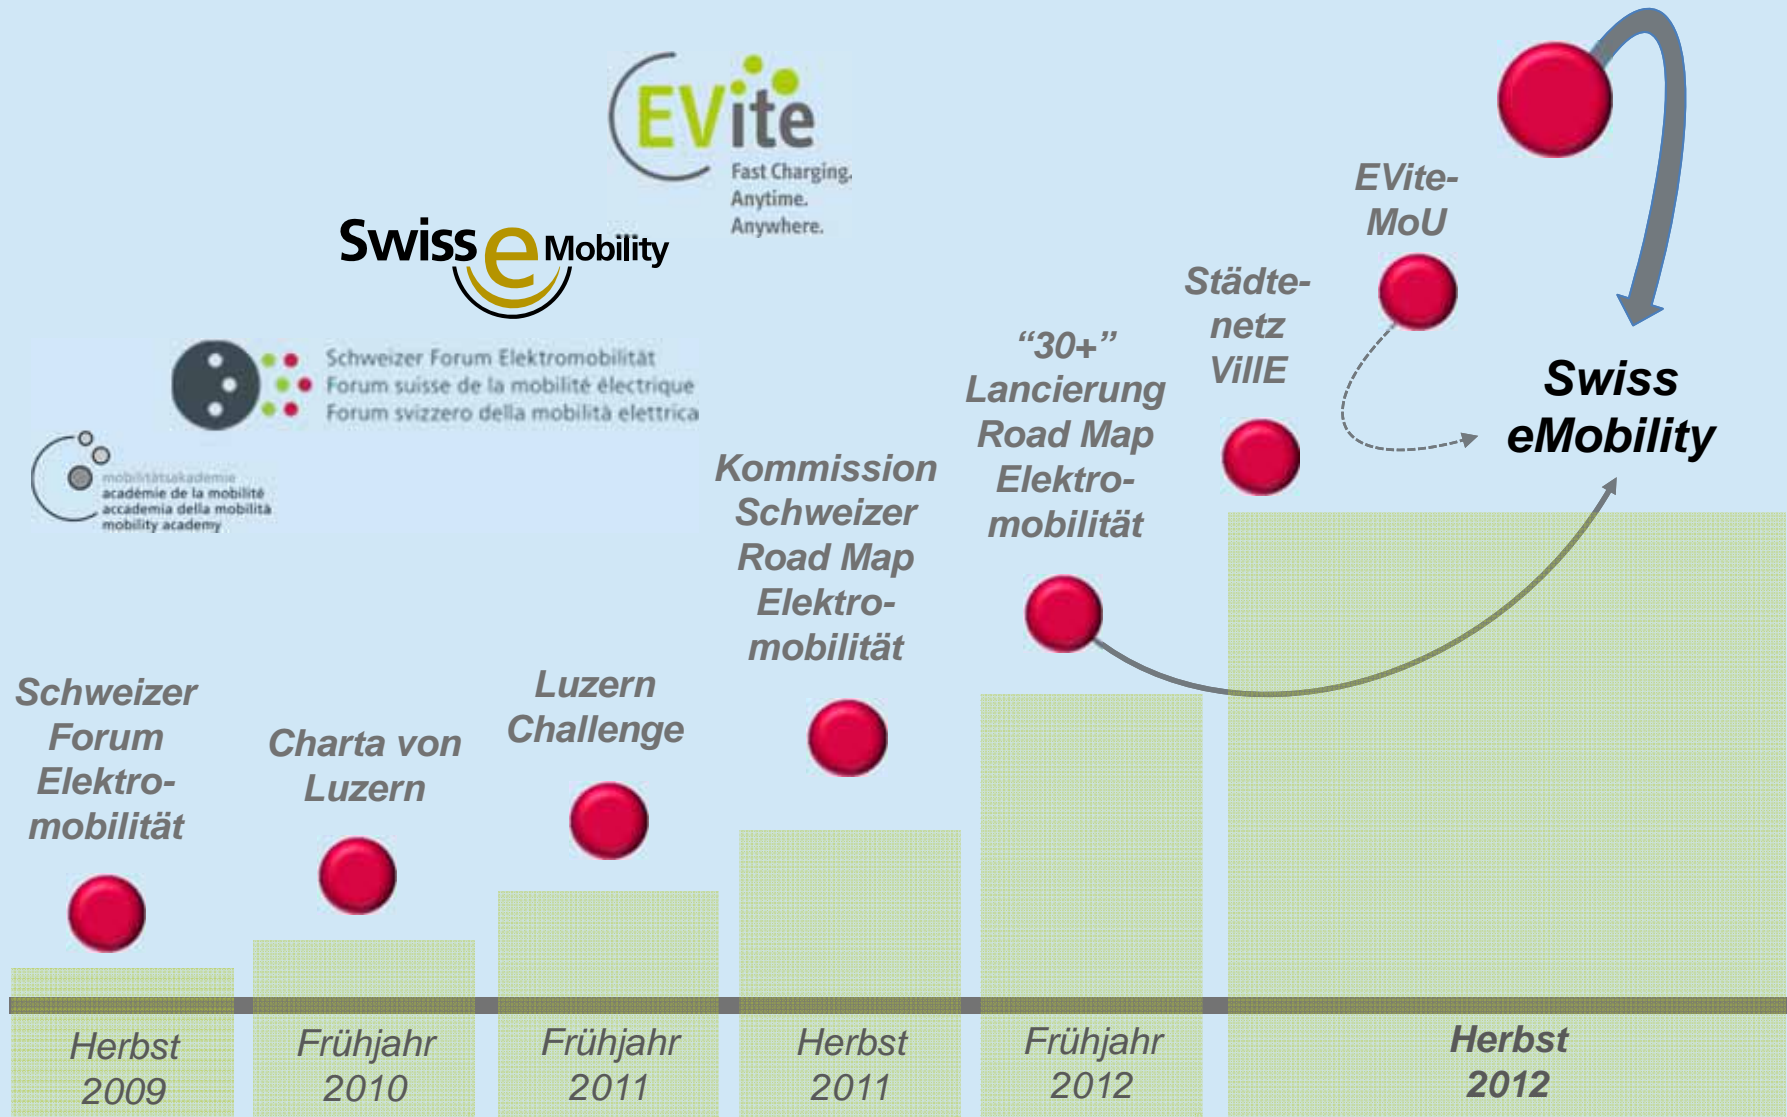 EVite
Fast Charging.
Anytime.
Anywhere.
Swiss e Mobility
Schweizer Forum Elektromobilität
Forum suisse de la mobilité électrique
Forum svizzero della mobilità elettrica
mobilitätsakademie
académie de la mobilité
accademia della mobilità
mobility academy
Schweizer
Forum
Elektro-
mobilität
Charta von
Luzern
Luzern
Challenge
Kommission
Schweizer
Road Map
Elektro-
mobilität
“30+”
Lancierung
Road Map
Elektro-
mobilität
Städte-
netz
VillE
EVite-
MoU
Swiss
eMobility
Herbst
2009
Frühjahr
2010
Frühjahr
2011
Herbst
2011
Frühjahr
2012
Herbst
2012